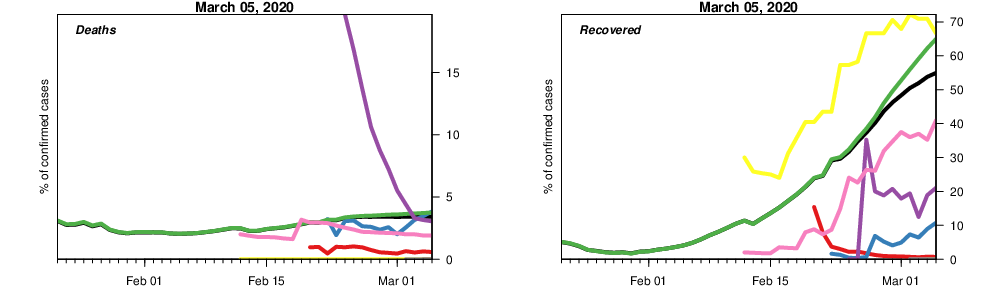 March 05, 2020
Deaths
% of confirmed cases
15
10
5
0
Feb 01
Feb 15
Mar 01
March 05, 2020
Recovered
% of confirmed cases
70
60
50
40
30
20
10
0
Feb 01
Feb 15
Mar 01